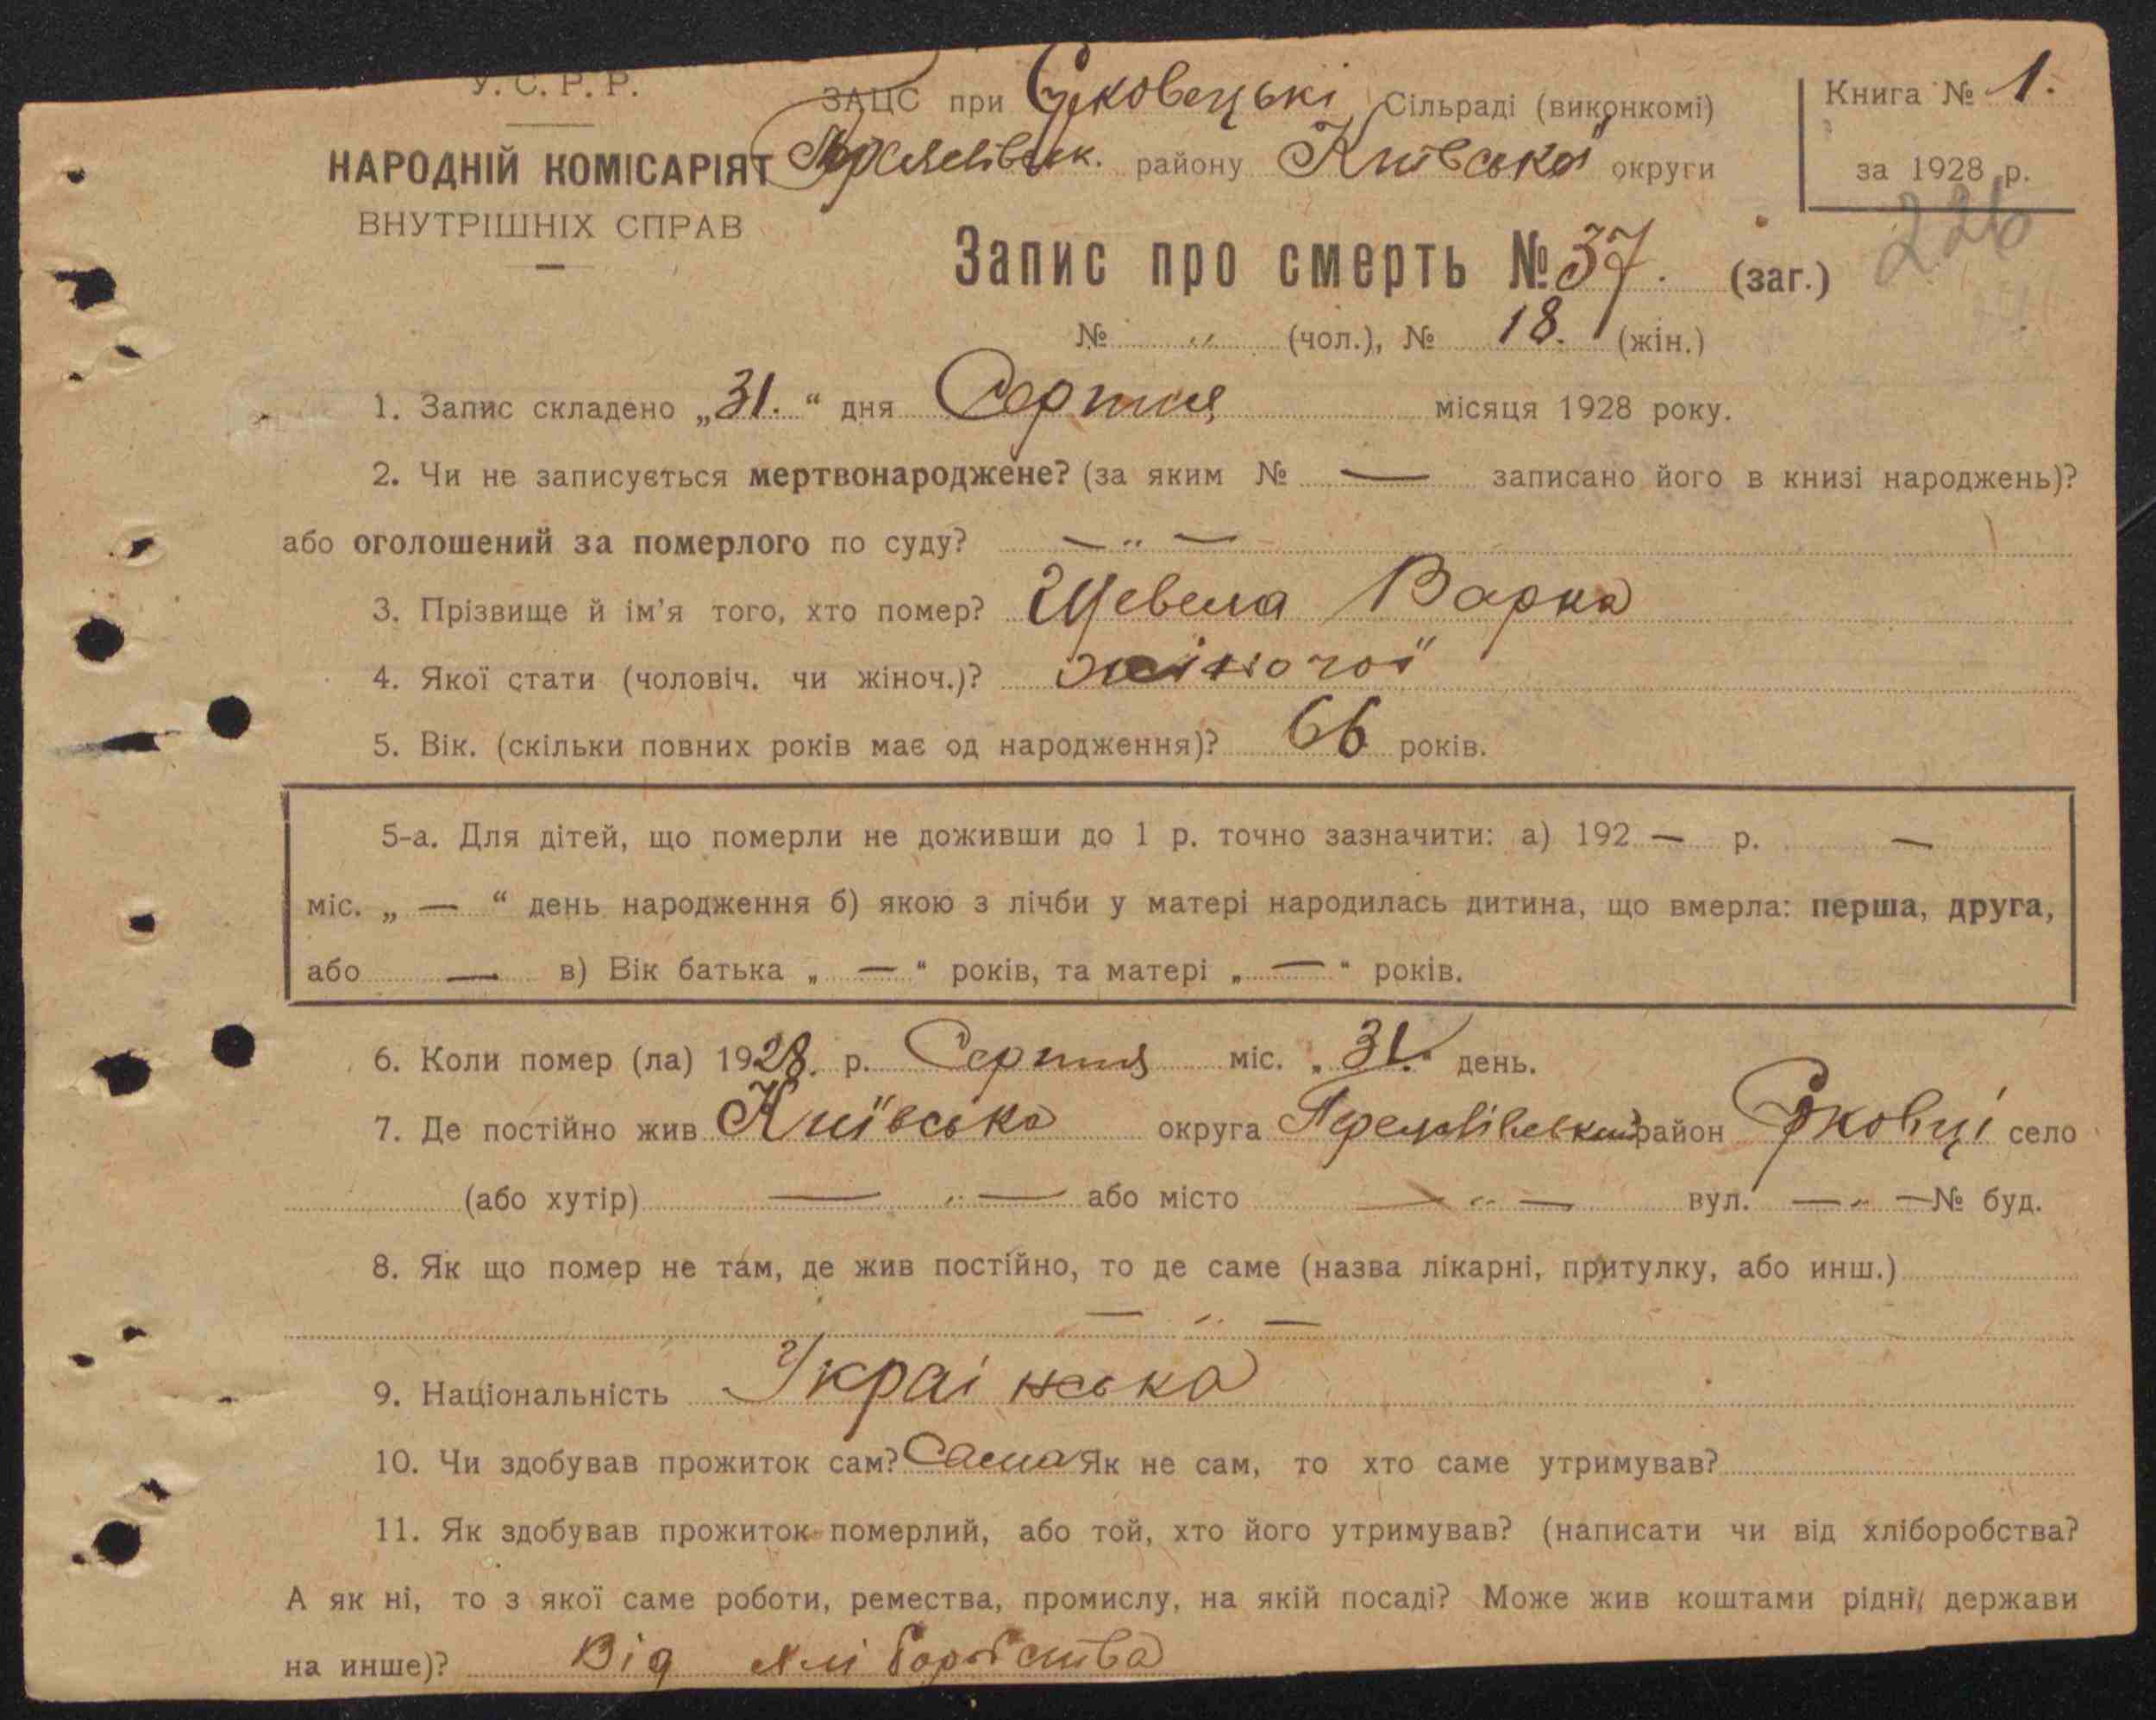 У. С. Р. Р.
ЗАЦС при Єрковецькі Сільраді (виконкомі)
Книга № 1.
НАРОДНІЙ КОМІСАРІЯТ
району Київської округи
за 1928 р.
ВНУТРІШНІХ СПРАВ
226
Запис про смерть № 37. (заг.)
№ „ (чол.), № 18. (жін.)
1. Запис складено „31.“ дня Серпня місяця 1928 року.
2. Чи не записується мертвонароджене? (за яким № — записано його в книзі народжень)?
або оголошений за померлого по суду? — „ —
3. Прізвище й ім'я того, хто помер? Щевела Варка
4. Якої стати (чоловіч. чи жіноч.)? жіночої
5. Вік. (скільки повних років має од народження)? 66 років.
5-а. Для дітей, що померли не доживши до 1 р. точно зазначити: а) 192 — р. —
міс. „ — “ день народження б) якою з лічби у матері народилась дитина, що вмерла: перша, друга,
або — в) Вік батька „ — “ років, та матері „ — “ років.
6. Коли помер (ла) 1928. р. Серпня міс. „31.“ день.
7. Де постійно жив Київська округа район Єрковці село
(або хутір) — „ — або місто — „ — вул. — „ — № буд.
8. Як що помер не там, де жив постійно, то де саме (назва лікарні, притулку, або инш.)
— „ —
9. Національність Украінська
10. Чи здобував прожиток сам? Сама Як не сам, то хто саме утримував?
11. Як здобував прожиток померлий, або той, хто його утримував? (написати чи від хліборобства?
А як ні, то з якої саме роботи, ремества, промислу, на якій посаді? Може жив коштами рідні, держави
на инше)? Від хліборобства